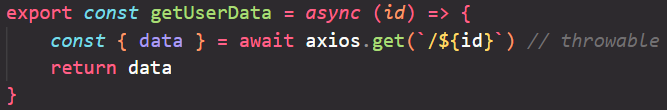 export const getUserData = async (id) => {
    const { data } = await axios.get(`/${id}`) // throwable
    return data
}